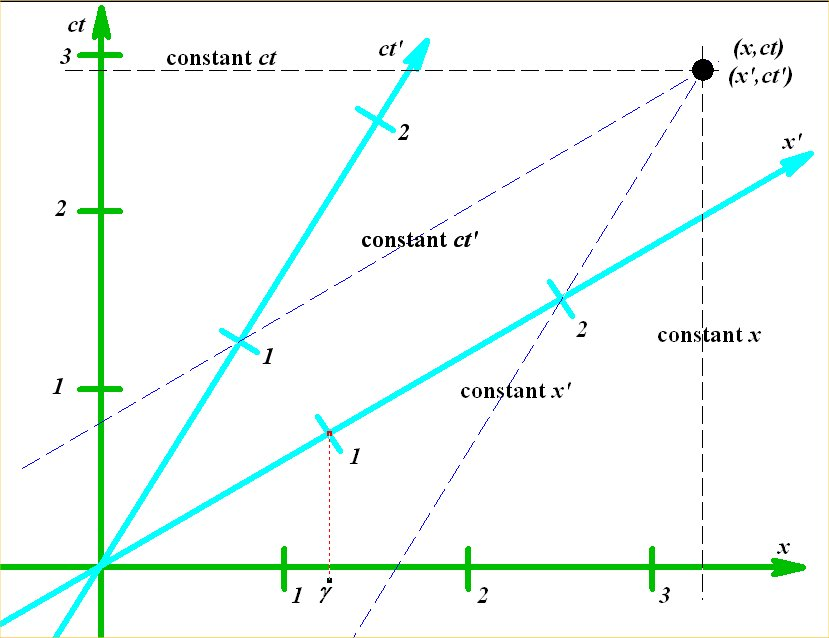 ct
3
constant ct
ct'
(x,ct)
(x',ct')
2
x'
2
constant ct'
1
2
constant x
1
constant x'
1
x
1
γ
2
3